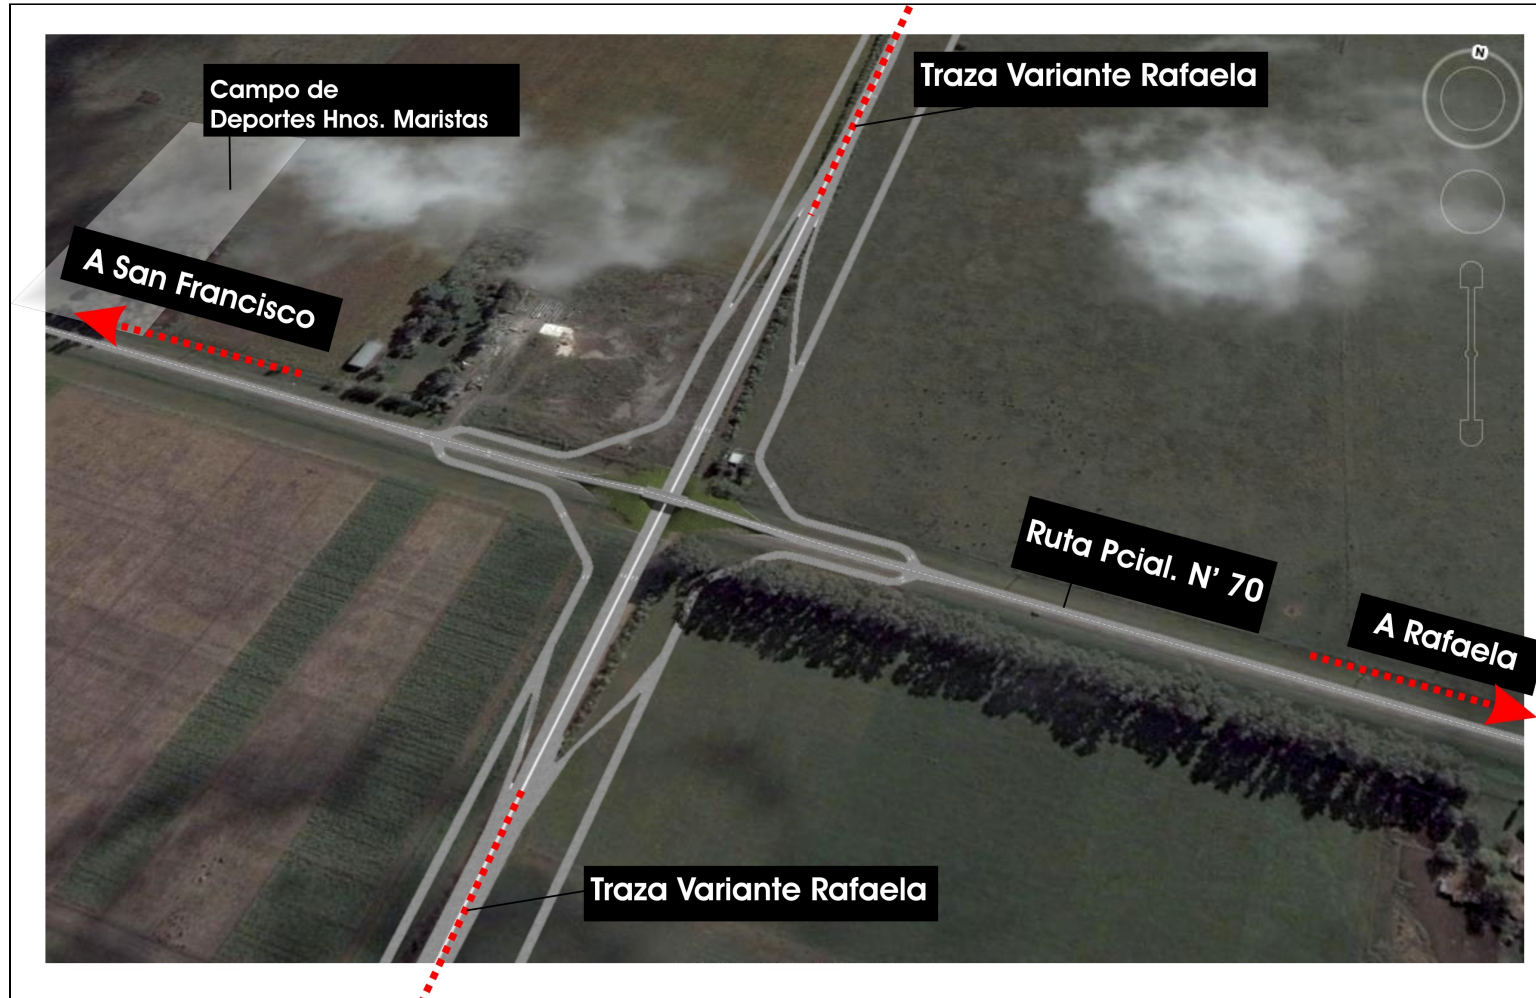 Traza Variante Rafaela
N
Campo de
Deportes Hnos. Maristas
A San Francisco
Ruta Pcial. N' 70
A Rafaela
Traza Variante Rafaela